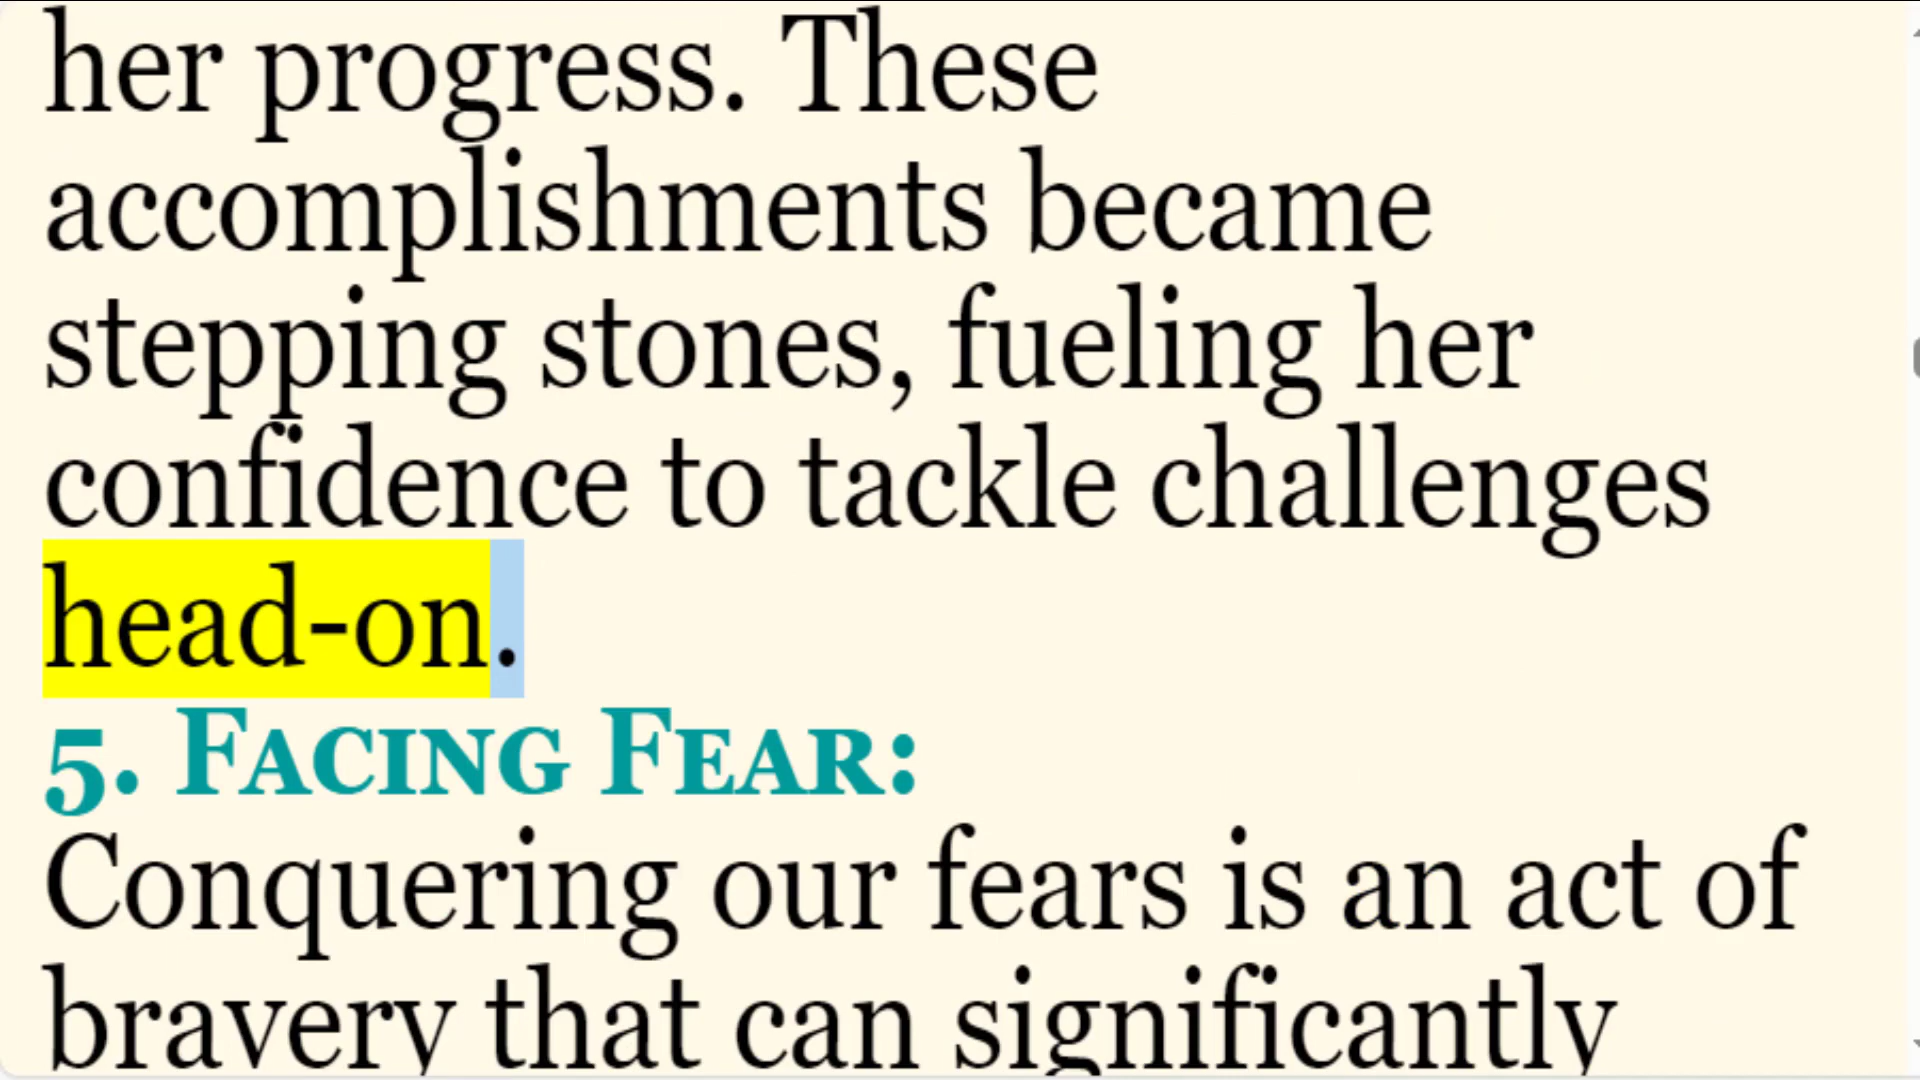 her progress. These
accomplishments became
stepping stones, fueling her
confidence to tackle challenges
head-on.
5. Facing Fear:
Conquering our fears is an act of
bravery that can significantly